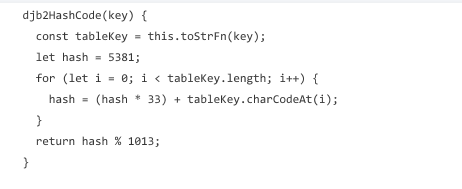 djb2HashCode(key) {
const tableKey = this.toStrFn(key);
let hash = 5381;
for (let i = 0; i < tableKey.length; i++) {
hash = (hash * 33) + tableKey.charCodeAt(i);
}
return hash % 1013;
}